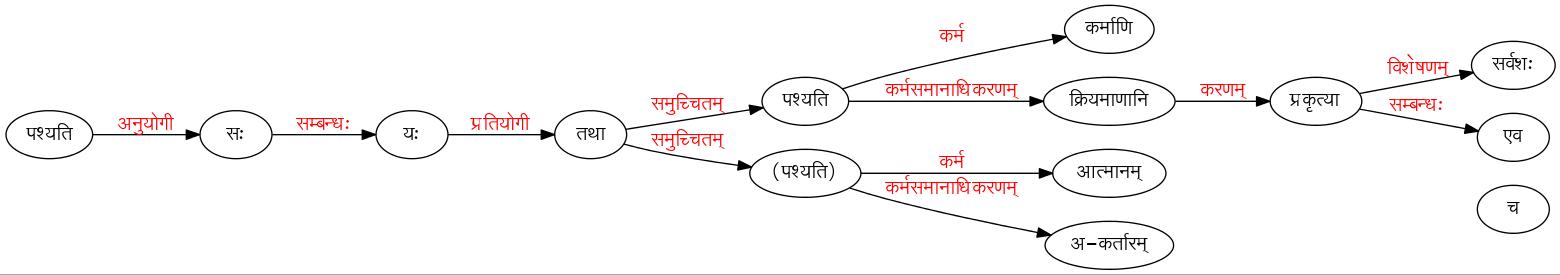 कर्माणि
कर्म
सर्वशः
विशेषणम्
पश्यति
कर्मसमानाधिकरणम्
क्रियमाणानि
करणम्
प्रकृत्या
समुच्चितम्
सम्बन्धः
पश्यति
अनुयोगी
सः
सम्बन्धः
यः
प्रतियोगी
तथा
एव
समुच्चितम्
(पश्यति)
कर्म
आत्मानम्
कर्मसमानाधिकरणम्
च
अ-कर्तारम्